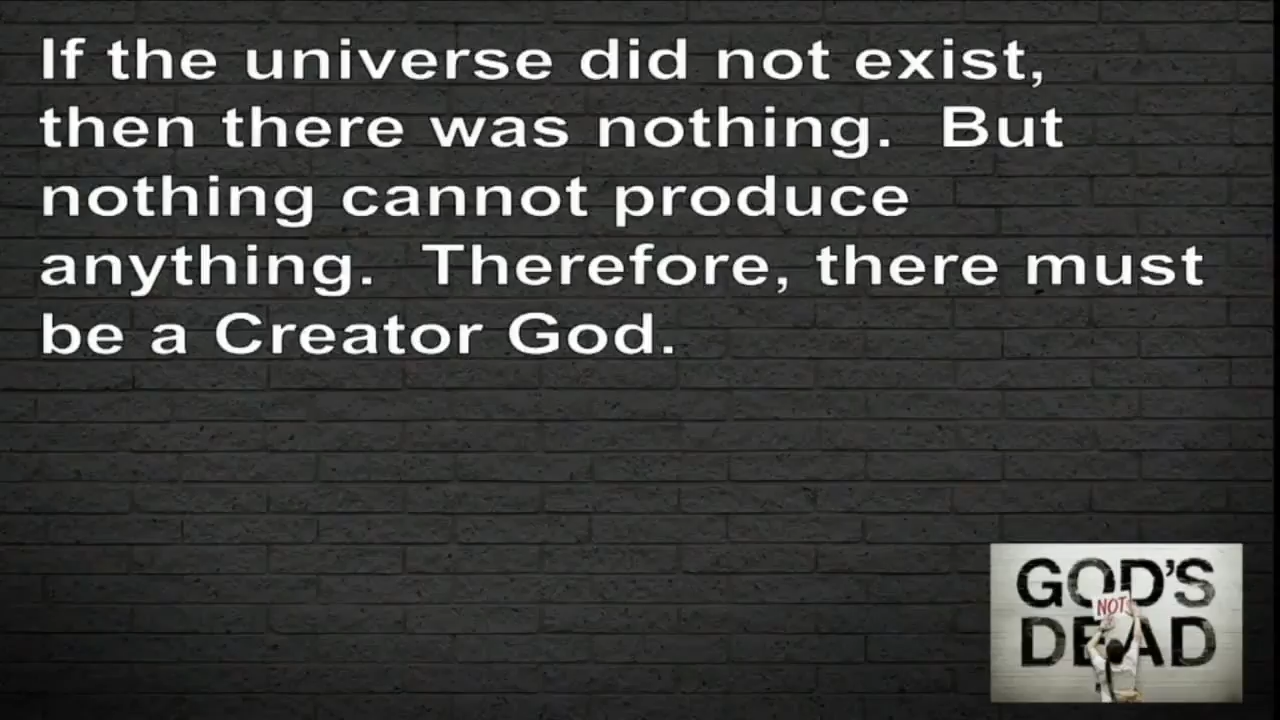 If the universe did not exist,
then there was nothing.  But
nothing cannot produce
anything.  Therefore, there must
be a Creator God.
GOD'S
NOT
DEAD